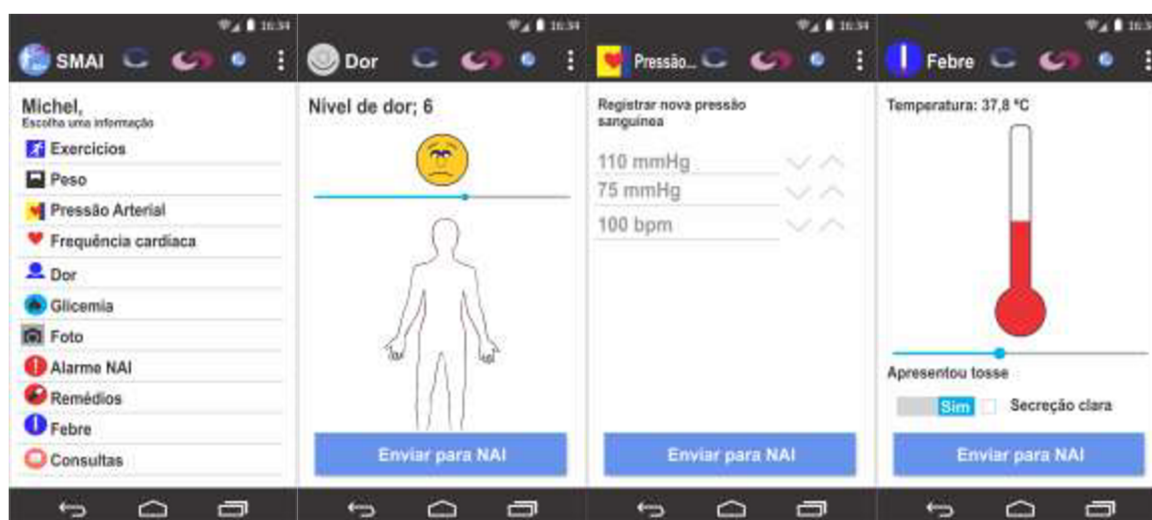 16:34
SMAI
Michel,
Escolha uma informação
Exercícios
Peso
Pressão Arterial
Frequência cardíaca
Dor
Glicemia
Foto
Alarme NAI
Remédios
Febre
Consultas
16:34
Dor
Nível de dor; 6
Enviar para NAI
16:34
Pressão...
Registrar nova pressão
sanguínea
110 mmHg
75 mmHg
100 bpm
Enviar para NAI
16:34
Febre
Temperatura: 37,8 ºC
Apresentou tosse
Sim Secreção clara
Enviar para NAI